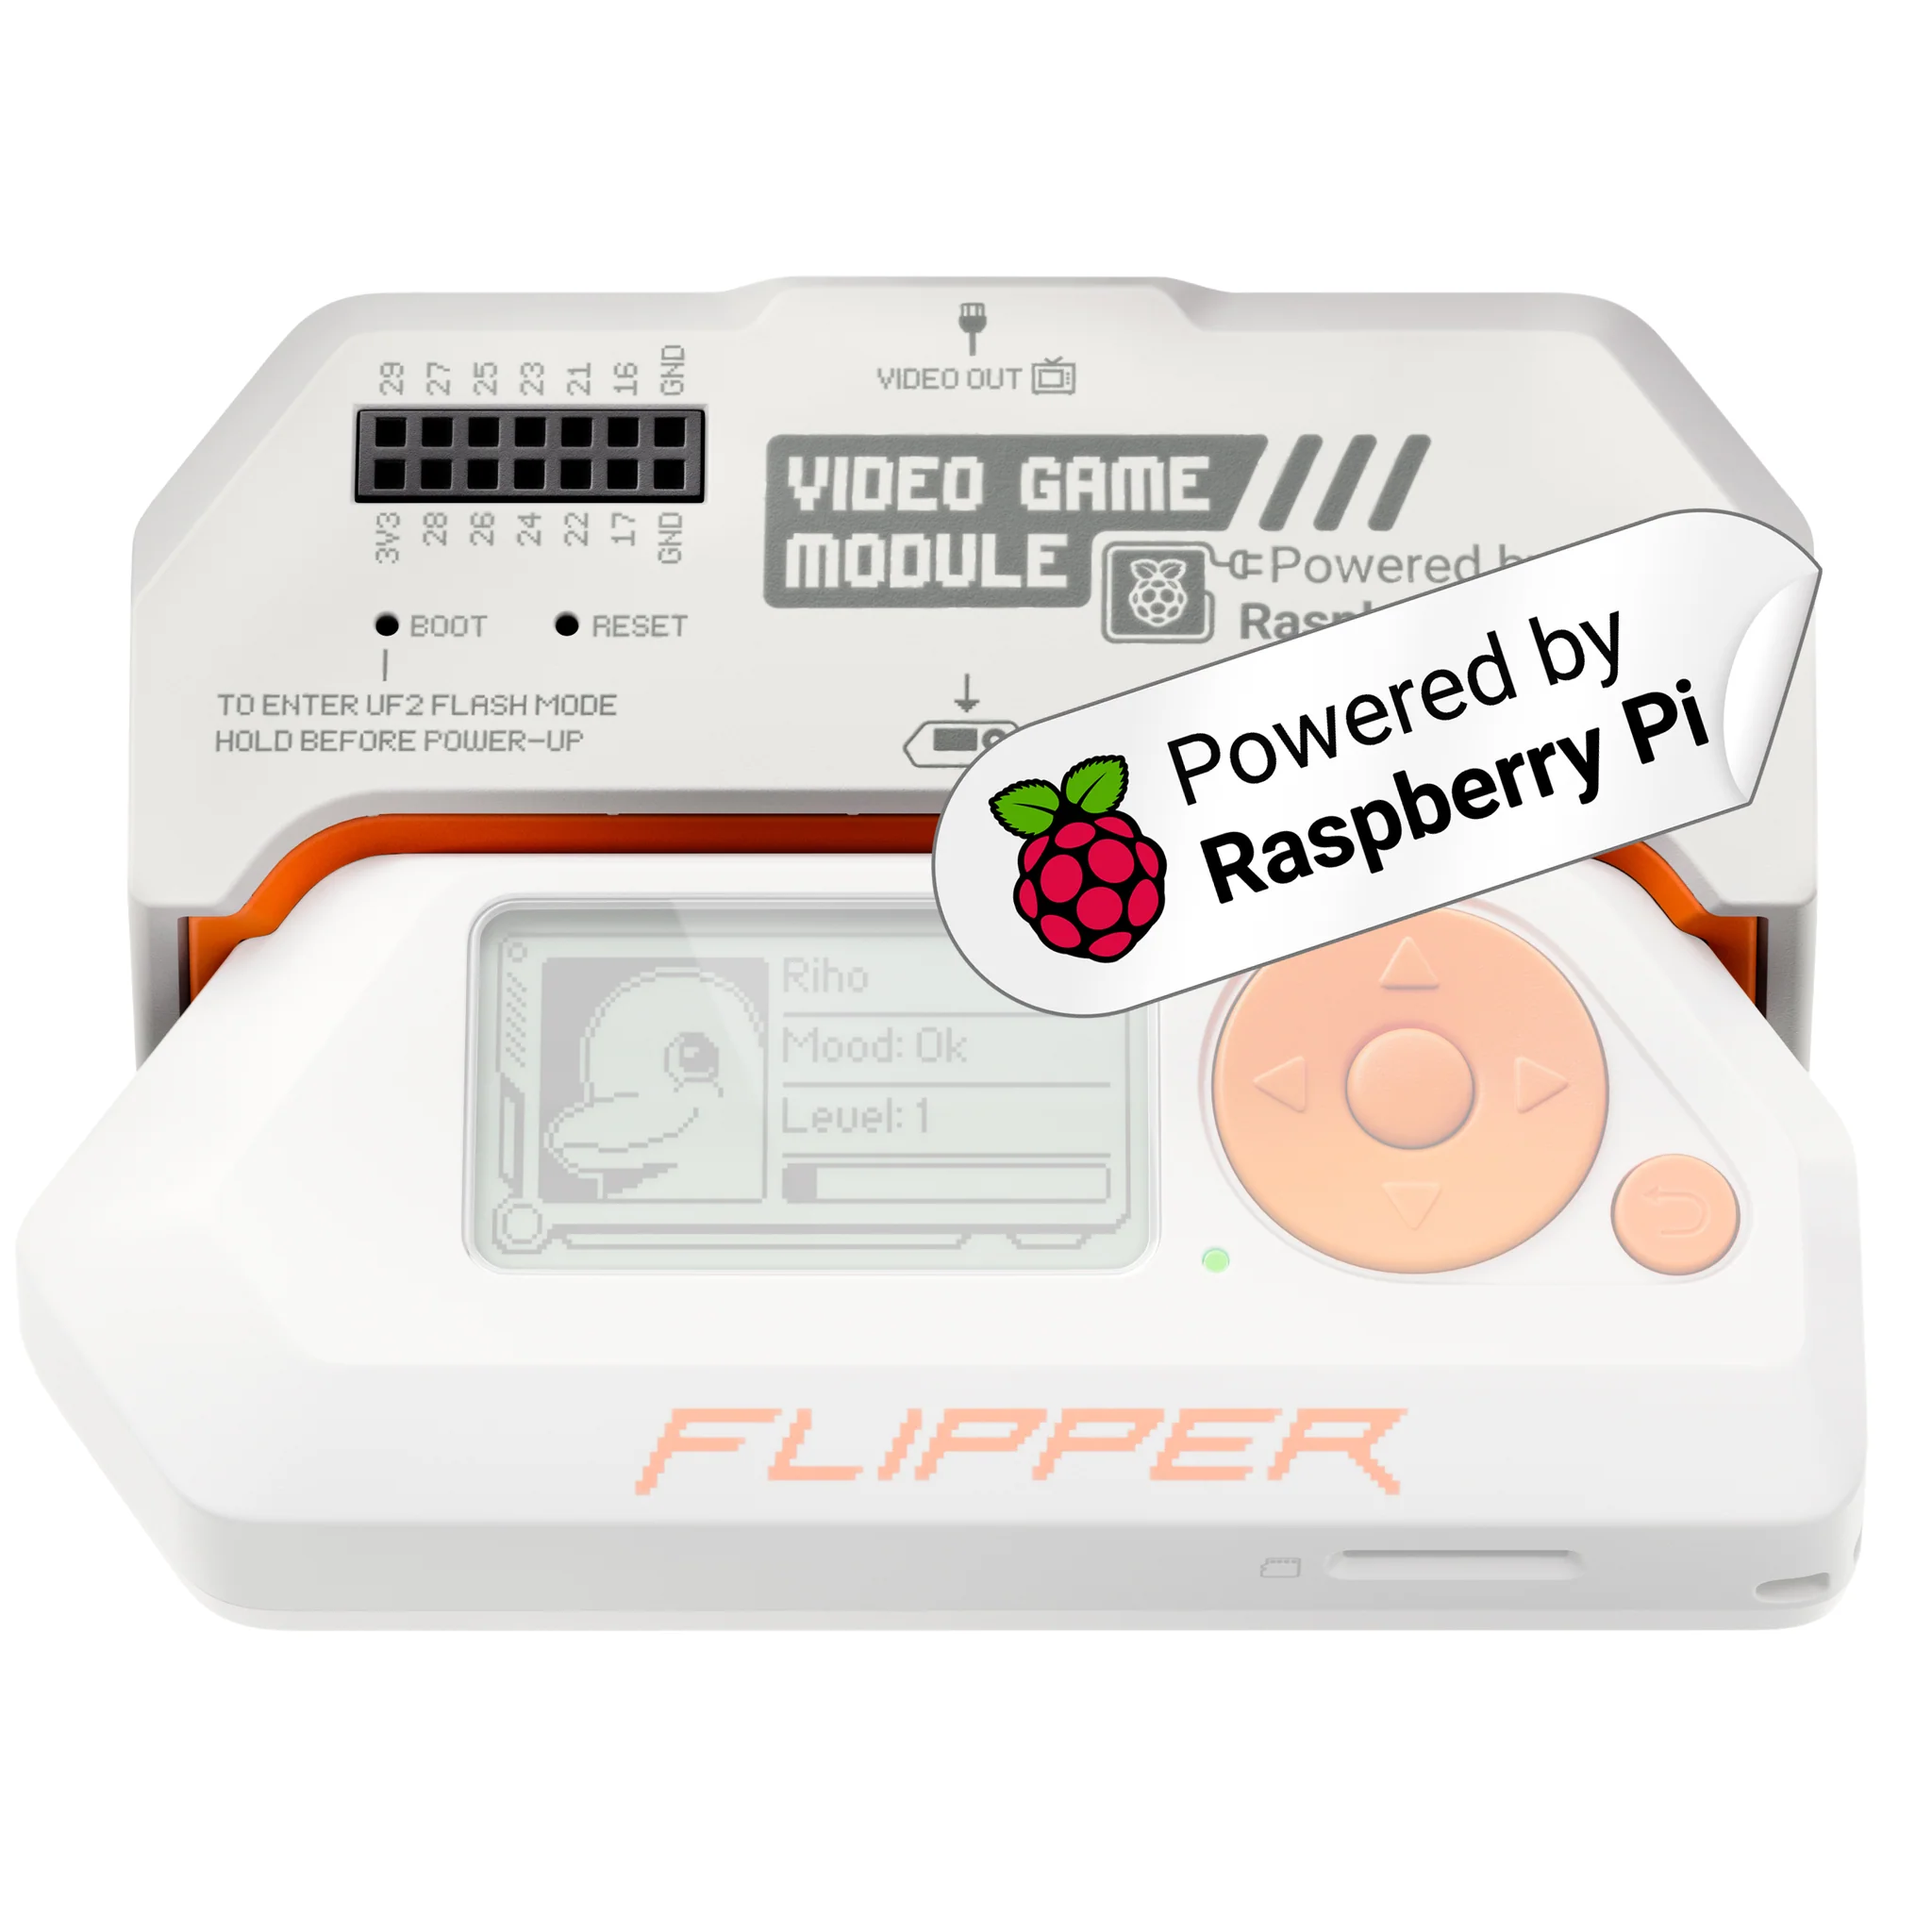 29 27 25 23 21 16 GND
3V3 28 26 24 22 17 GND
BOOT RESET
TO ENTER UF2 FLASH MODE
HOLD BEFORE POWER-UP
VIDEO OUT
VIDEO GAME
MODULE
Powered
Powered by
Raspberry Pi
Riho
Mood: Ok
Level: 1
FLIPPER